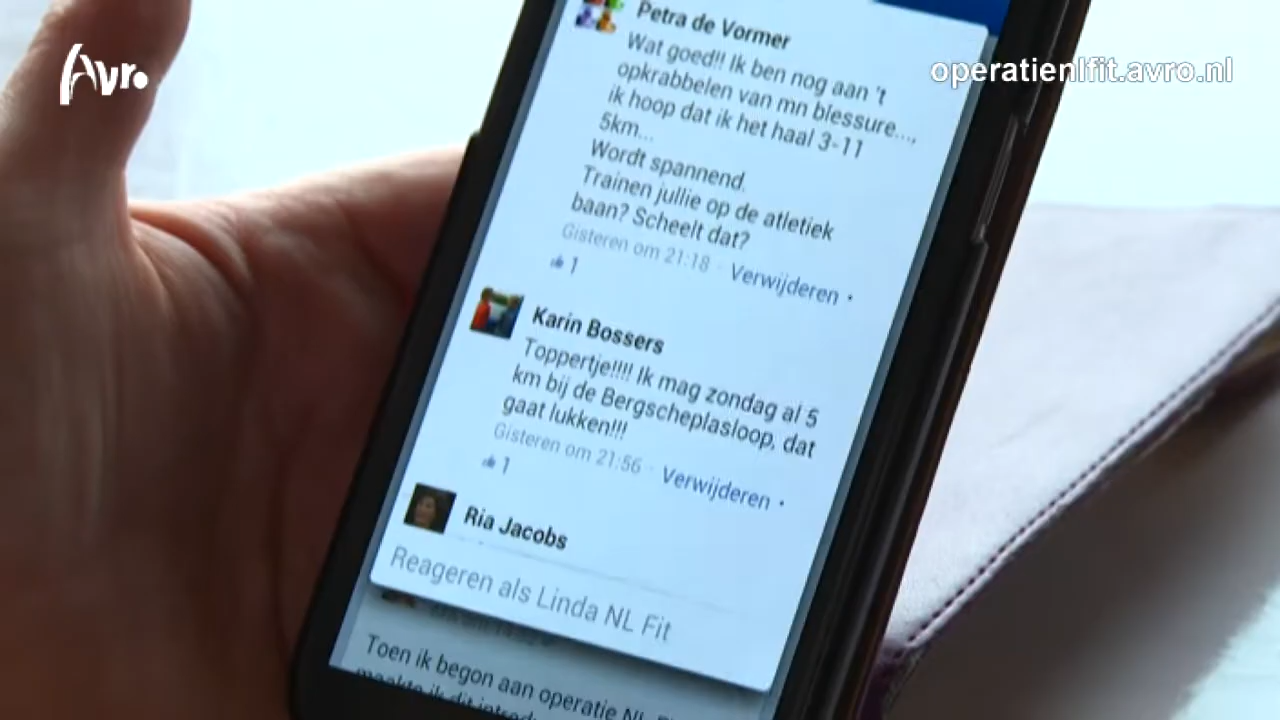 Avro.
operatienlfit.avro.nl
Petra de Vormer
Wat goed!! Ik ben nog aan 't
opkrabbelen van mn blessure...,
ik hoop dat ik het haal 3-11
5km...
Wordt spannend.
Trainen jullie op de atletiek
baan? Scheelt dat?
Gisteren om 21:18 · Verwijderen ·
1
Karin Bossers
Toppertje!!!! Ik mag zondag al 5
km bij de Bergscheplasloop, dat
gaat lukken!!!
Gisteren om 21:56 · Verwijderen ·
1
Ria Jacobs
Reageren als Linda NL Fit
Toen ik begon aan operatie NL
maakte ik dit